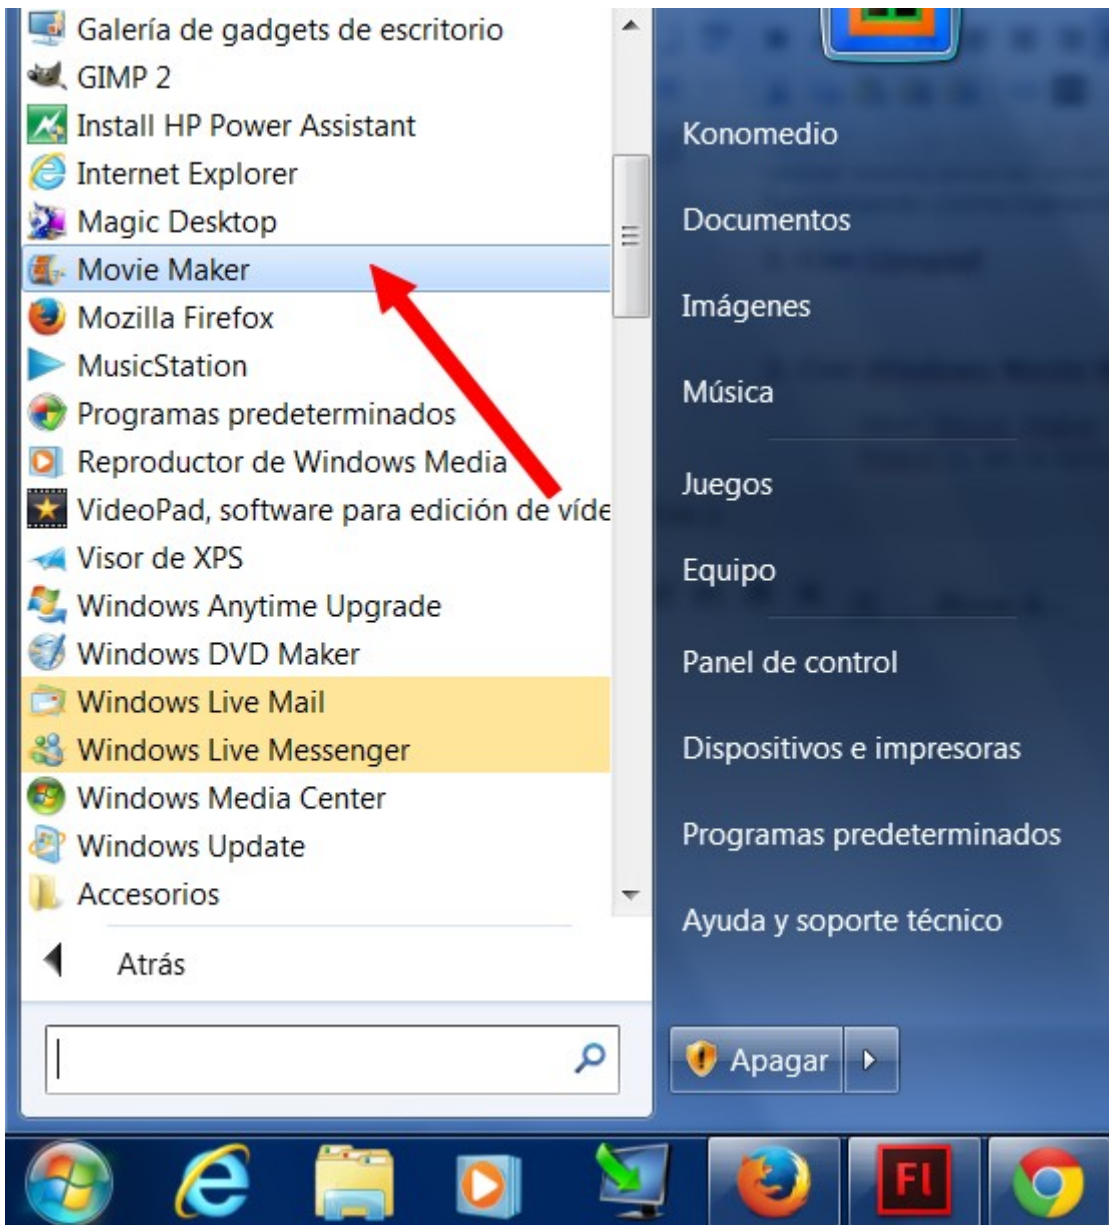 Galería de gadgets de escritorio
GIMP 2
Install HP Power Assistant
Internet Explorer
Magic Desktop
Movie Maker
Mozilla Firefox
MusicStation
Programas predeterminados
Reproductor de Windows Media
VideoPad, software para edición de víde
Visor de XPS
Windows Anytime Upgrade
Windows DVD Maker
Windows Live Mail
Windows Live Messenger
Windows Media Center
Windows Update
Accesorios
Atrás
Konomedio
Documentos
Imágenes
Música
Juegos
Equipo
Panel de control
Dispositivos e impresoras
Programas predeterminados
Ayuda y soporte técnico
Apagar
Fl